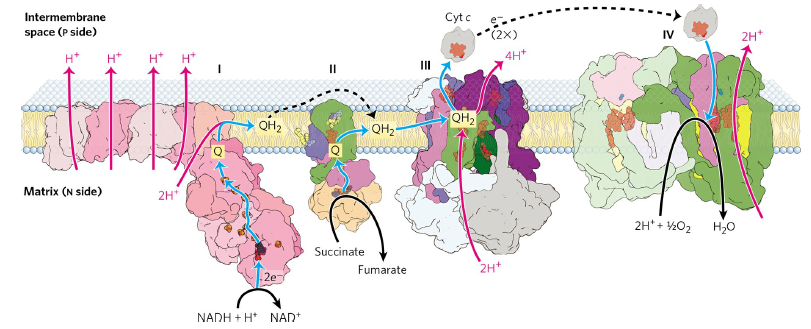 Intermembrane
space (P side)
H⁺
H⁺
H⁺
H⁺
I
II
III
IV
Cyt c
e⁻
(2×)
4H⁺
2H⁺
QH₂
QH₂
QH₂
Q
Q
Matrix (N side)
2H⁺
2e⁻
Succinate
Fumarate
2H⁺
2H⁺ + ½O₂
H₂O
NADH + H⁺
NAD⁺